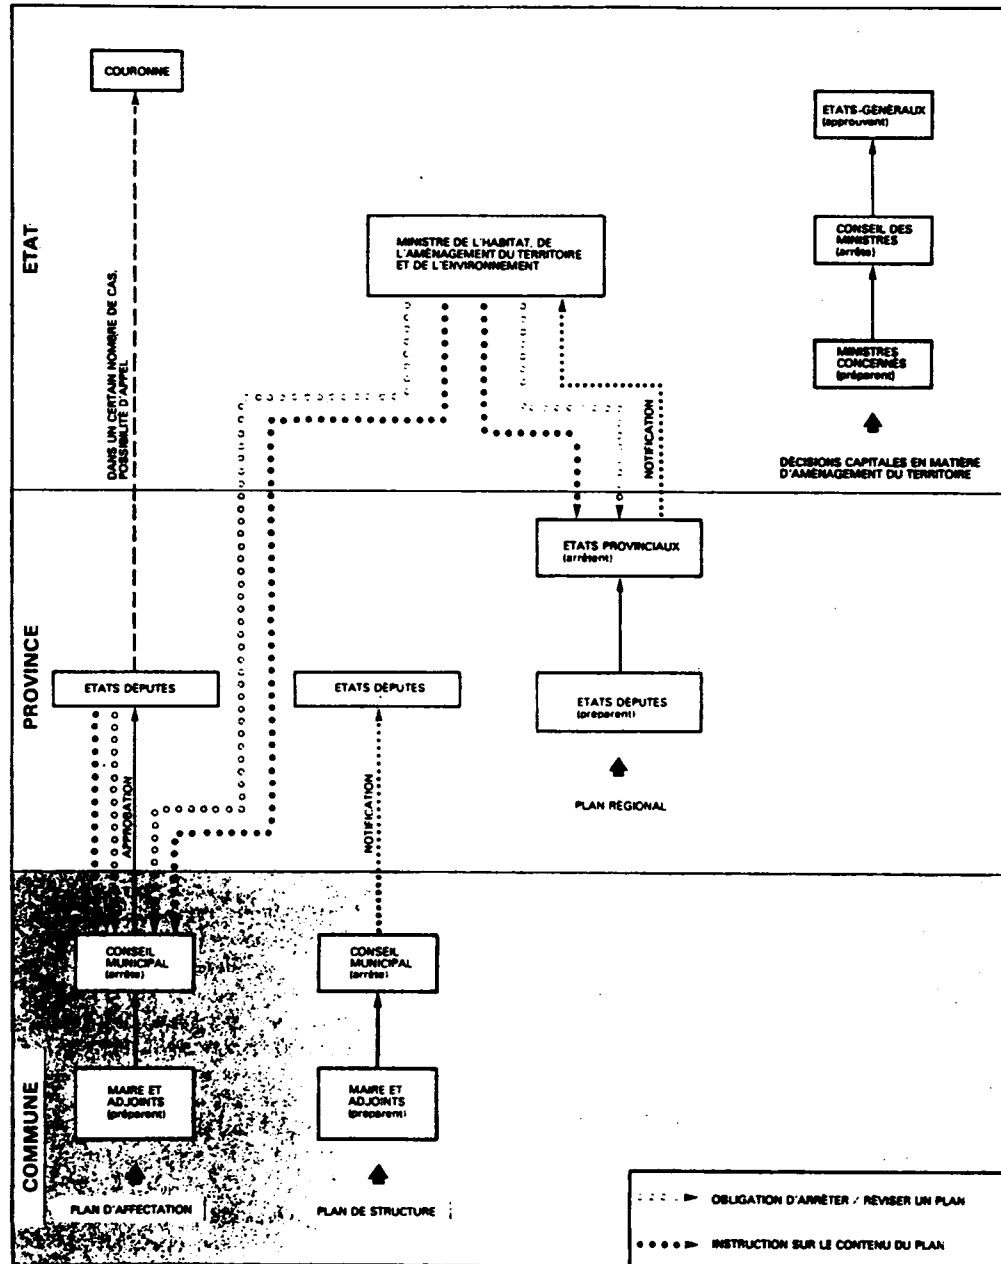 COURONNE
ETATS-GÉNÉRAUX
(approuvent)
ETAT
MINISTRE DE L'HABITAT, DE
L'AMÉNAGEMENT DU TERRITOIRE
ET DE L'ENVIRONNEMENT
CONSEIL DES
MINISTRES
(arrête)
DANS UN CERTAIN NOMBRE DE CAS,
POSSIBILITÉ D'APPEL
MINISTRES
CONCERNÉS
(préparent)
NOTIFICATION
DÉCISIONS CAPITALES EN MATIÈRE
D'AMÉNAGEMENT DU TERRITOIRE
PROVINCE
ETATS PROVINCIAUX
(arrêtent)
ETATS DÉPUTÉS
ETATS DÉPUTÉS
ETATS DÉPUTÉS
(préparent)
APPROBATION
NOTIFICATION
PLAN RÉGIONAL
COMMUNE
CONSEIL
MUNICIPAL
(arrête)
CONSEIL
MUNICIPAL
(arrête)
MAIRE ET
ADJOINTS
(préparent)
MAIRE ET
ADJOINTS
(préparent)
PLAN D'AFFECTATION
PLAN DE STRUCTURE
OBLIGATION D'ARRÊTER / RÉVISER UN PLAN
INSTRUCTION SUR LE CONTENU DU PLAN